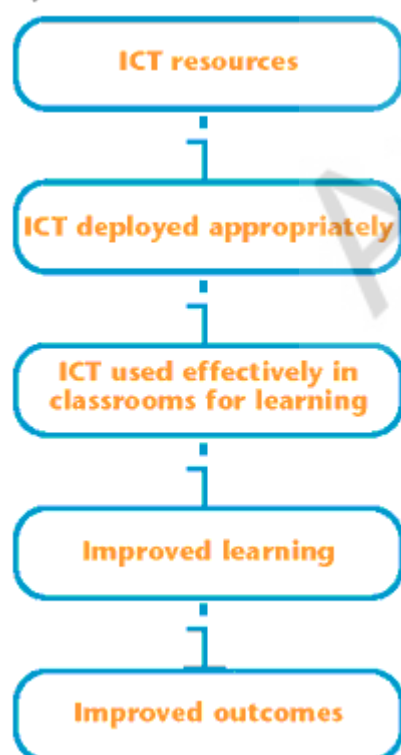 ICT resources
ICT deployed appropriately
ICT used effectively in
classrooms for learning
Improved learning
Improved outcomes